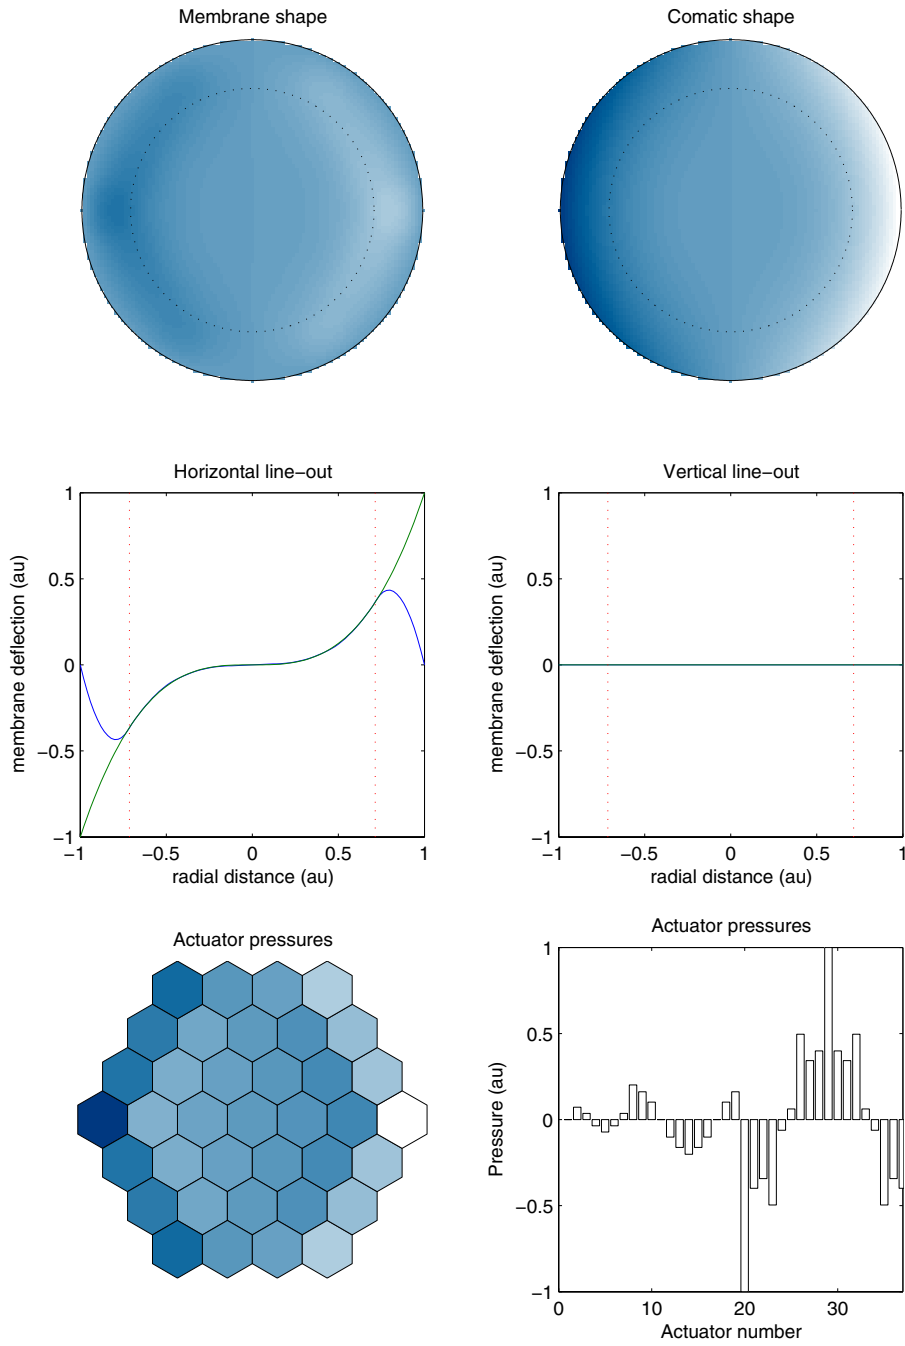 Membrane shape
Comatic shape
Horizontal line−out
membrane deflection (au)
1
0.5
0
−0.5
−1
−1
−0.5
0
0.5
1
radial distance (au)
Vertical line−out
membrane deflection (au)
1
0.5
0
−0.5
−1
−1
−0.5
0
0.5
1
radial distance (au)
Actuator pressures
Actuator pressures
Pressure (au)
1
0.5
0
−0.5
−1
0
10
20
30
Actuator number